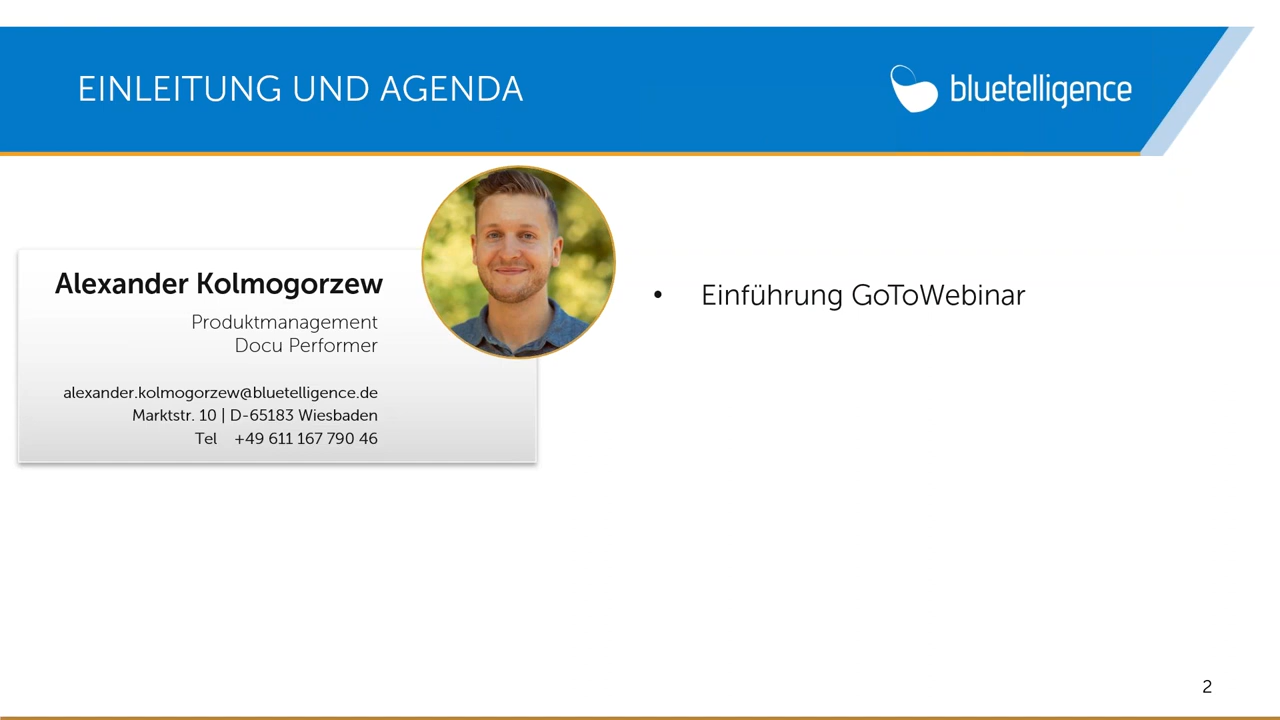 EINLEITUNG UND AGENDA
bluetelligence
Alexander Kolmogorzew
Produktmanagement
Docu Performer
alexander.kolmogorzew@bluetelligence.de
Marktstr. 10 | D-65183 Wiesbaden
Tel +49 611 167 790 46
• Einführung GoToWebinar
2